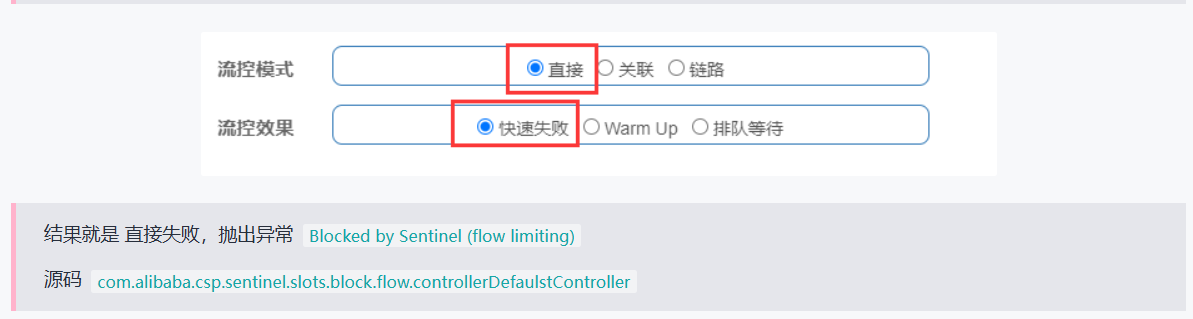 流控模式 直接 关联 链路
流控效果 快速失败 Warm Up 排队等待
结果就是 直接失败，抛出异常 Blocked by Sentinel (flow limiting)
源码 com.alibaba.csp.sentinel.slots.block.flow.controllerDefaulstController